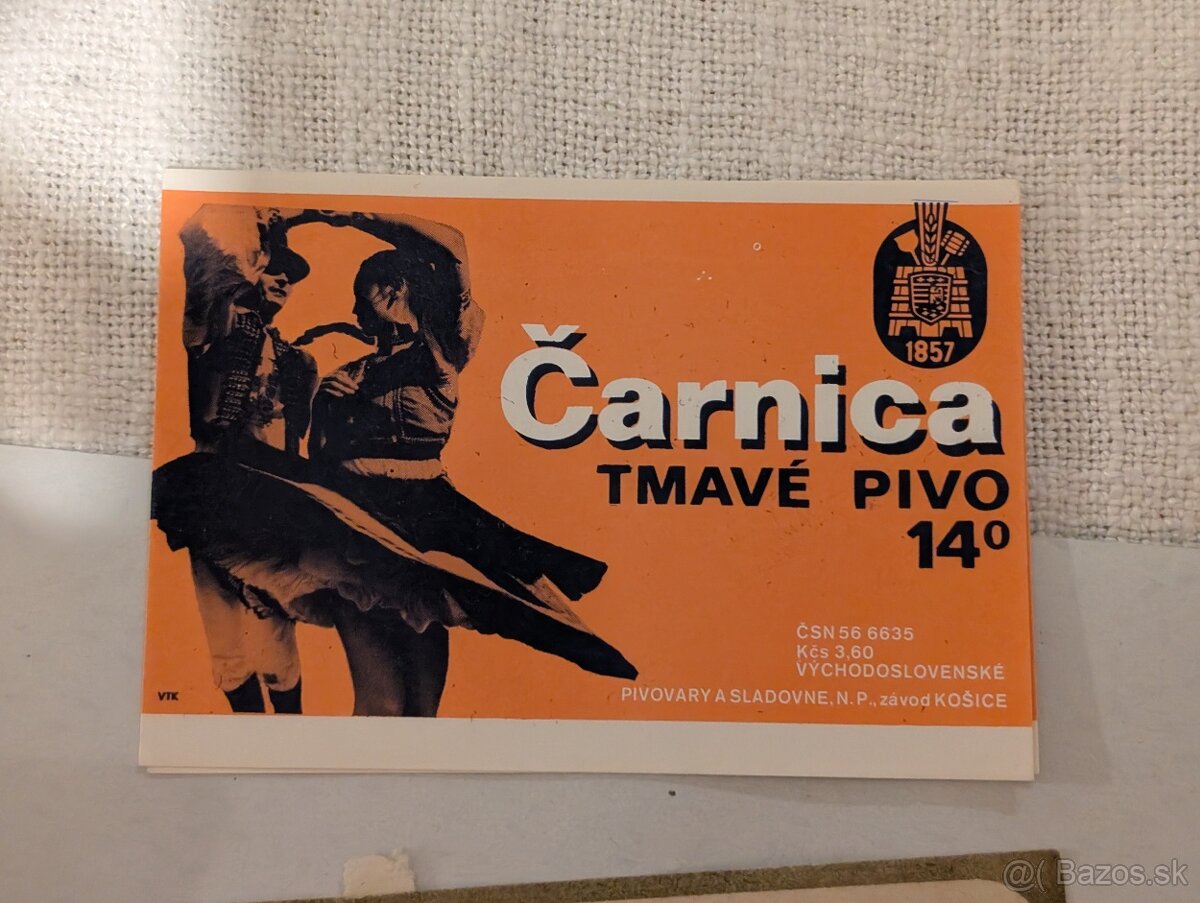 1857
Čarnica
TMAVÉ PIVO
14⁰
ČSN 56 6635
Kčs 3,60
VÝCHODOSLOVENSKÉ
PIVOVARY A SLADOVNE, N. P., závod KOŠICE
VTK
@( Bazos.sk